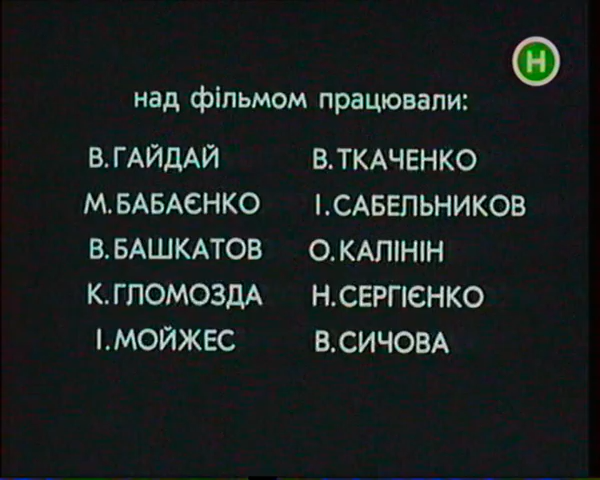 Н
над фільмом працювали:
В.ГАЙДАЙ
М.БАБАЄНКО
В.БАШКАТОВ
К.ГЛОМОЗДА
І.МОЙЖЕС
В.ТКАЧЕНКО
І.САБЕЛЬНИКОВ
О.КАЛІНІН
Н.СЕРГІЄНКО
В.СИЧОВА